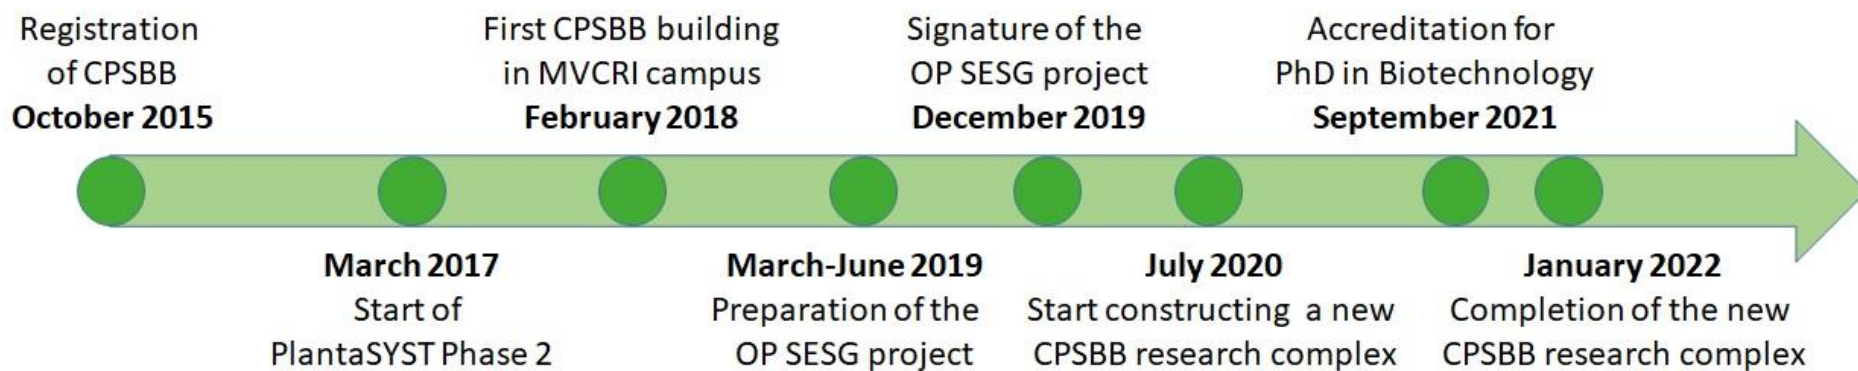 Registration
of CPSBB
October 2015
First CPSBB building
in MVCRI campus
February 2018
Signature of the
OP SESG project
December 2019
Accreditation for
PhD in Biotechnology
September 2021
March 2017
Start of
PlantaSYST Phase 2
March-June 2019
Preparation of the
OP SESG project
July 2020
Start constructing a new
CPSBB research complex
January 2022
Completion of the new
CPSBB research complex